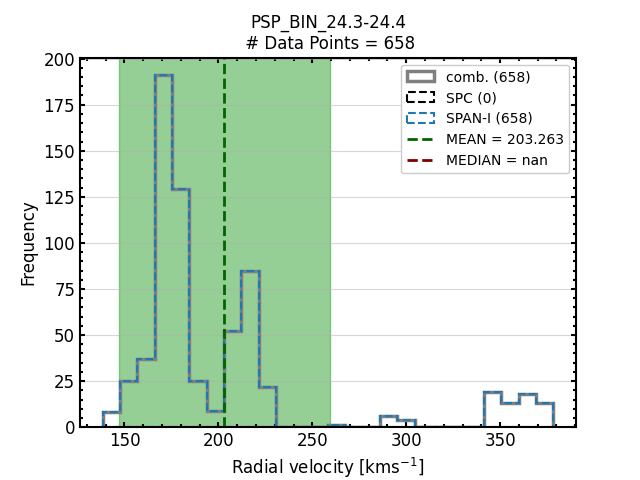 PSP_BIN_24.3-24.4
# Data Points = 658
200
175
150
125
100
75
50
25
0
Frequency
comb. (658)
SPC (0)
SPAN-I (658)
MEAN = 203.263
MEDIAN = nan
150 200 250 300 350
Radial velocity [kms⁻¹]